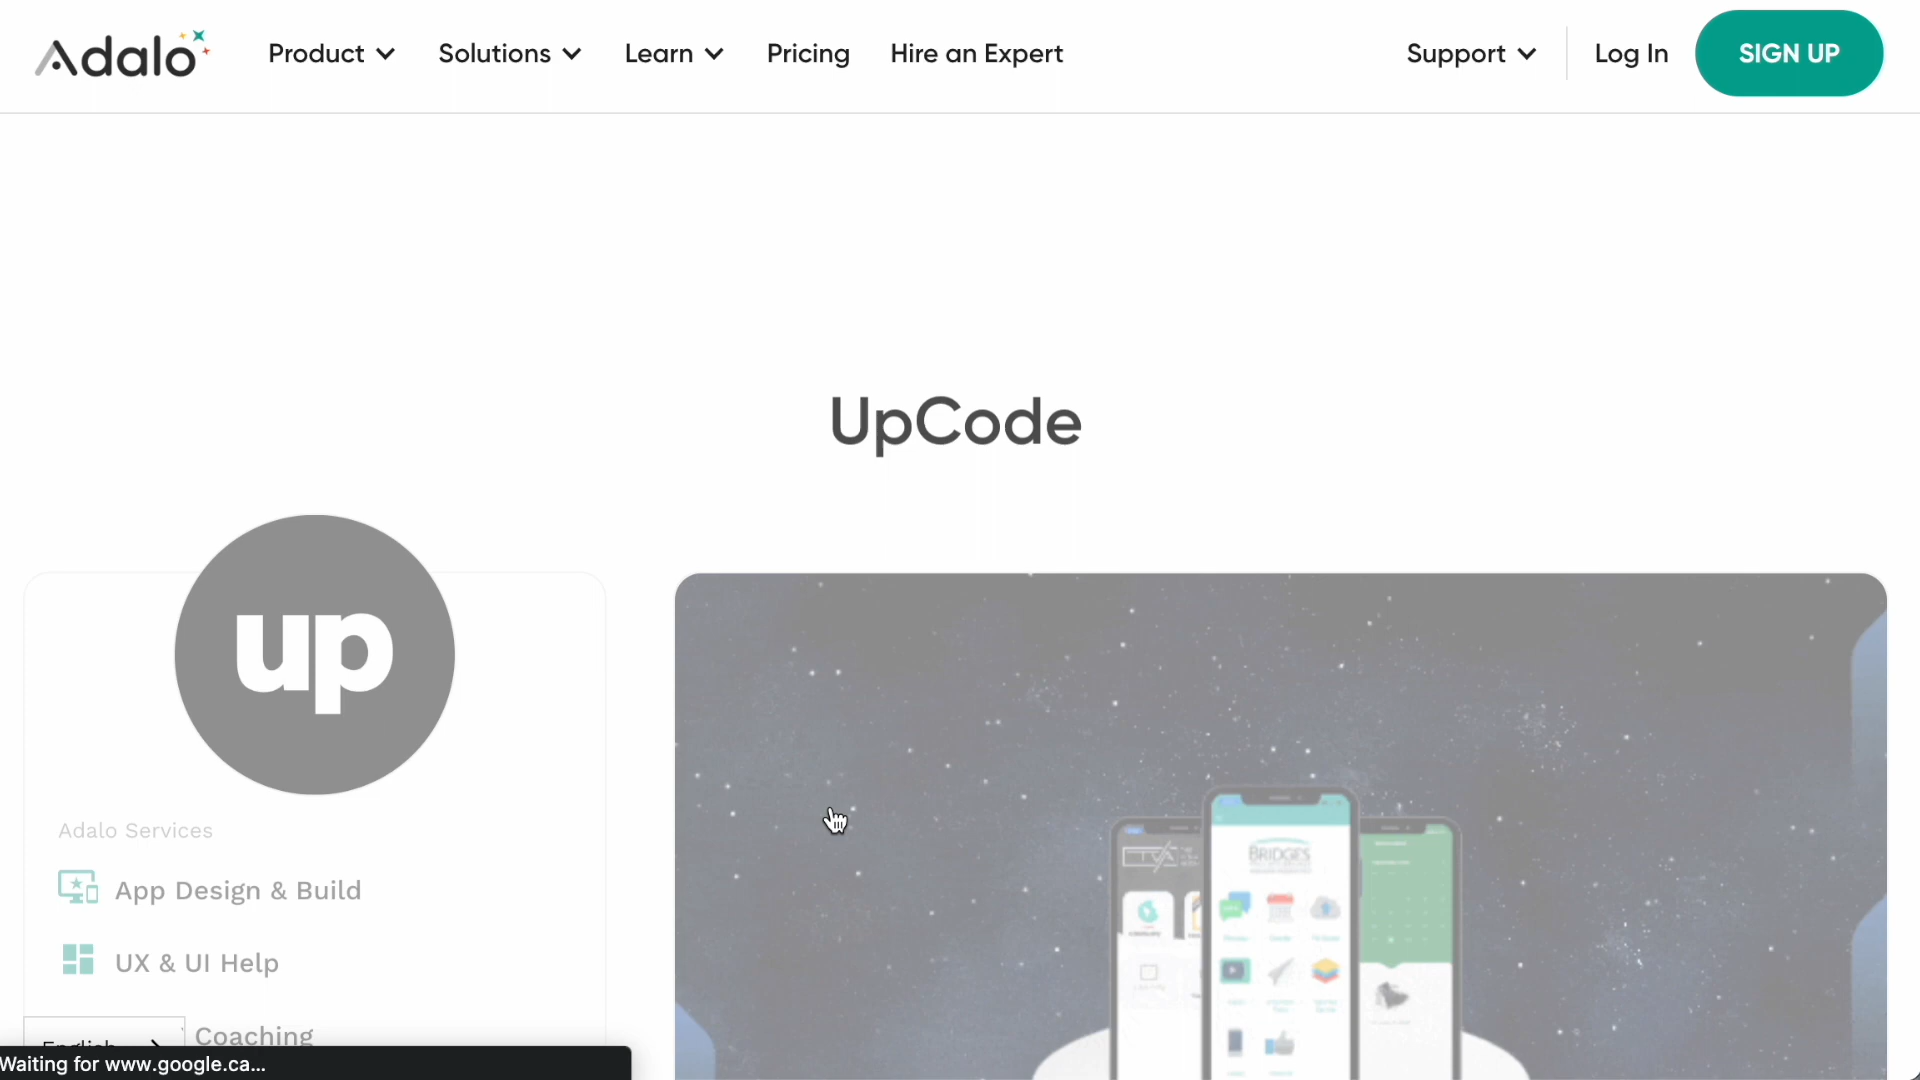 Adalo
Product
Solutions
Learn
Pricing
Hire an Expert
Support
Log In
SIGN UP
UpCode
up
Adalo Services
App Design & Build
UX & UI Help
Coaching
English
Waiting for www.google.ca...
BRIDGES